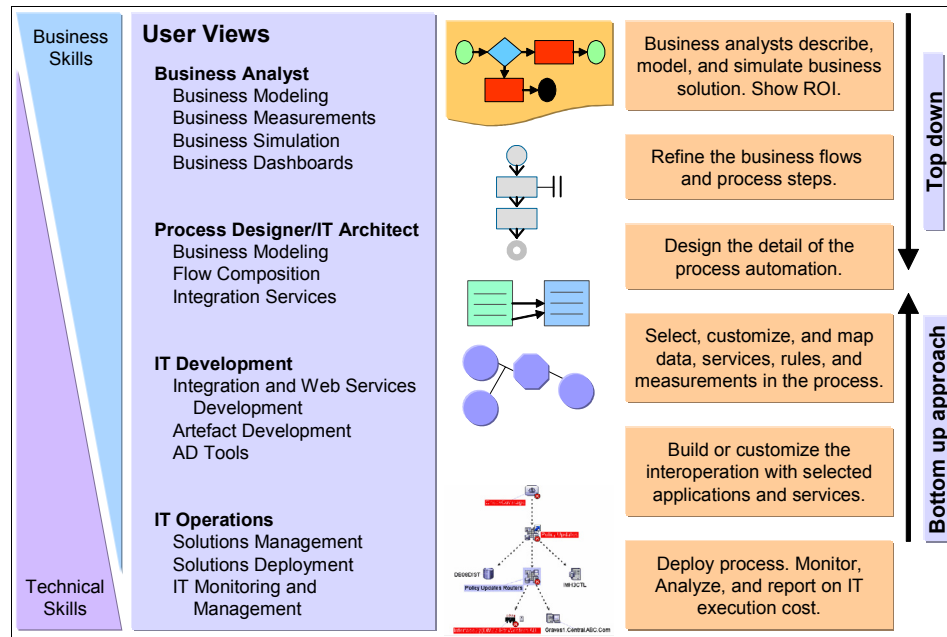 Business
Skills
User Views
Business Analyst
Business Modeling
Business Measurements
Business Simulation
Business Dashboards
Process Designer/IT Architect
Business Modeling
Flow Composition
Integration Services
IT Development
Integration and Web Services
Development
Artefact Development
AD Tools
IT Operations
Solutions Management
Solutions Deployment
IT Monitoring and
Management
Technical
Skills
Policy Updates Routers
Graves1.Central.ABC.Com
Business analysts describe,
model, and simulate business
solution. Show ROI.
Refine the business flows
and process steps.
Design the detail of the
process automation.
Select, customize, and map
data, services, rules, and
measurements in the process.
Build or customize the
interoperation with selected
applications and services.
Deploy process. Monitor,
Analyze, and report on IT
execution cost.
Top down
Bottom up approach